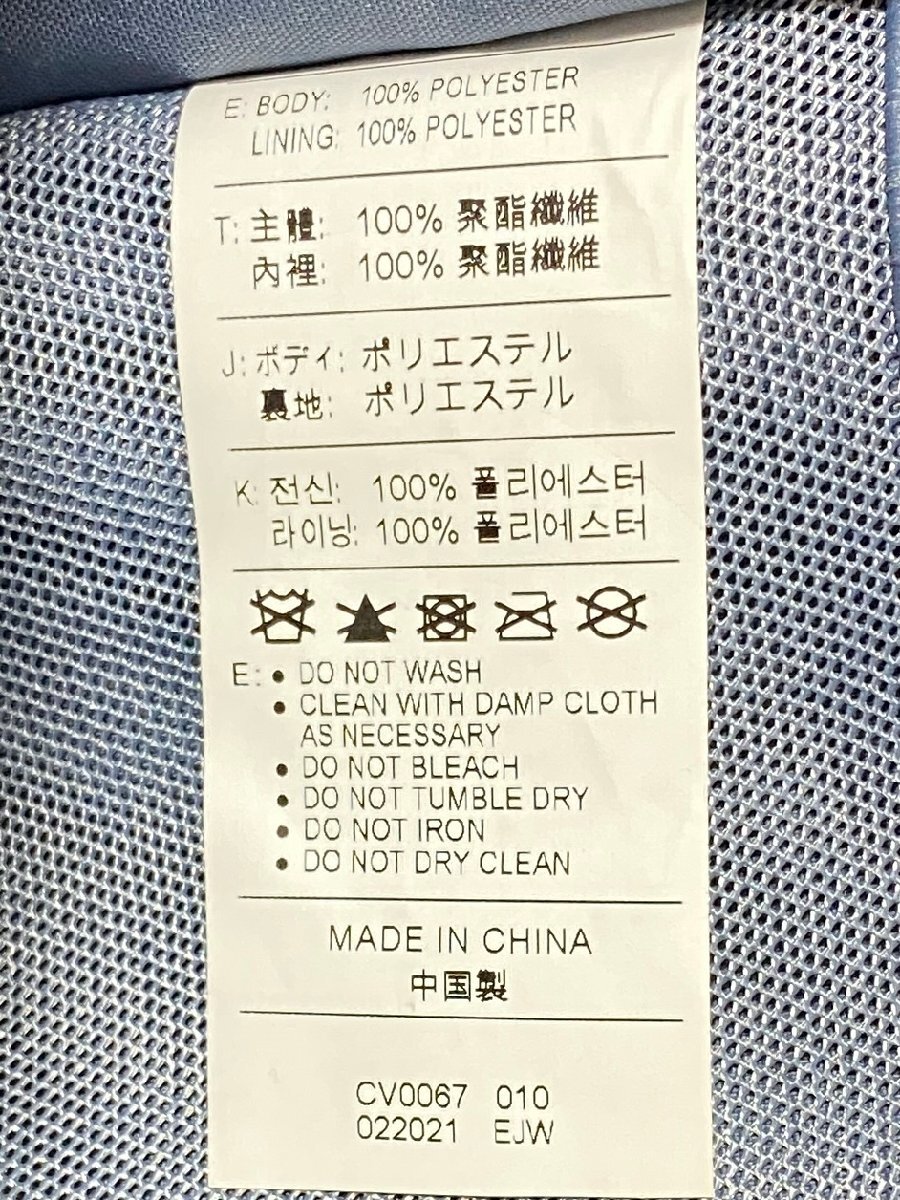 E: BODY: 100% POLYESTER
LINING: 100% POLYESTER
T: 主體: 100% 聚酯纖維
內裡: 100% 聚酯纖維
J: ボディ: ポリエステル
裏地: ポリエステル
K: 전신: 100% 폴리에스터
라이닝: 100% 폴리에스터
E: • DO NOT WASH
• CLEAN WITH DAMP CLOTH
AS NECESSARY
• DO NOT BLEACH
• DO NOT TUMBLE DRY
• DO NOT IRON
• DO NOT DRY CLEAN
MADE IN CHINA
中国製
CV0067 010
022021 EJW